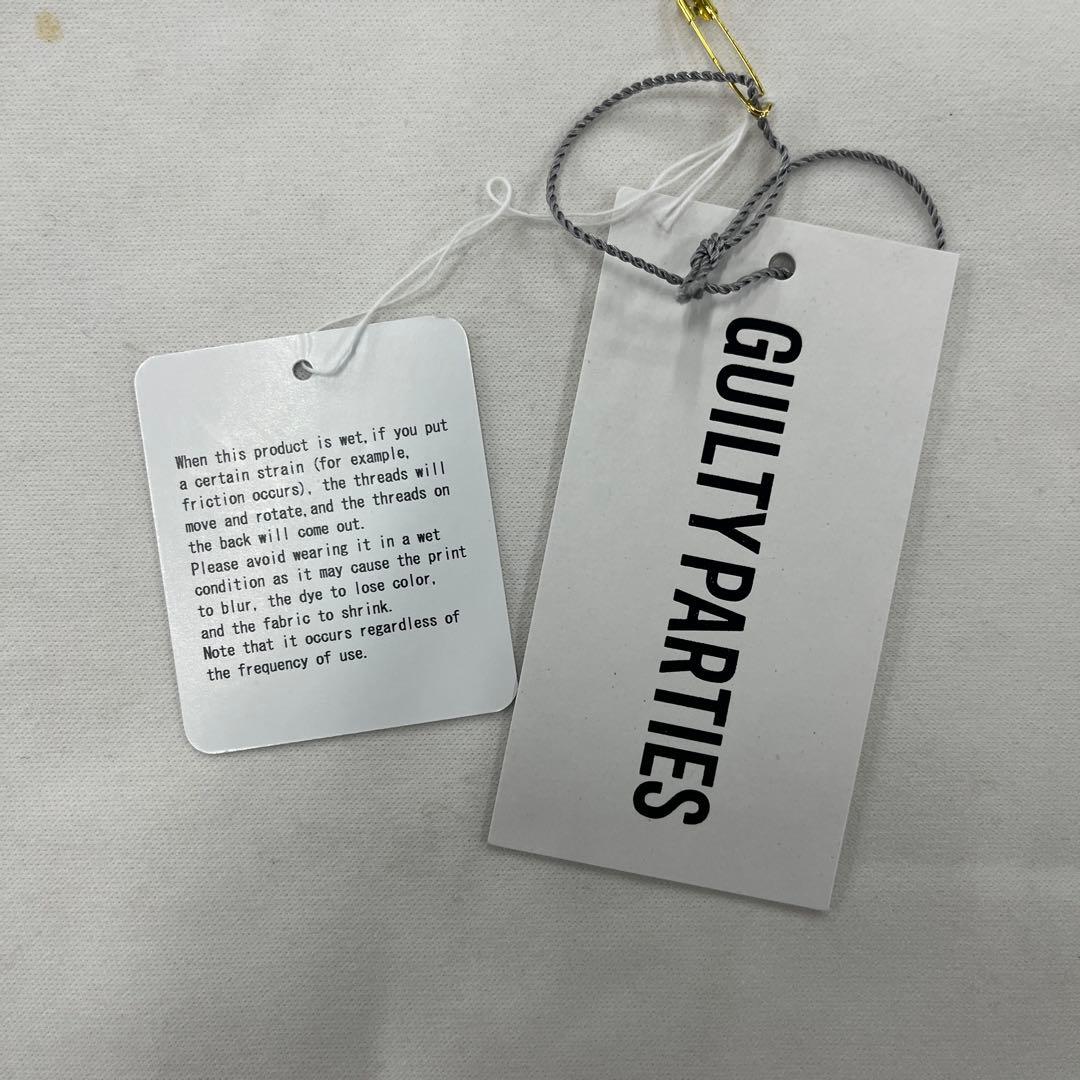 When this product is wet, if you put
a certain strain (for example,
friction occurs), the threads will
move and rotate, and the threads on
the back will come out.
Please avoid wearing it in a wet
condition as it may cause the print
to blur, the dye to lose color,
and the fabric to shrink.
Note that it occurs regardless of
the frequency of use.
GUILTY PARTIES